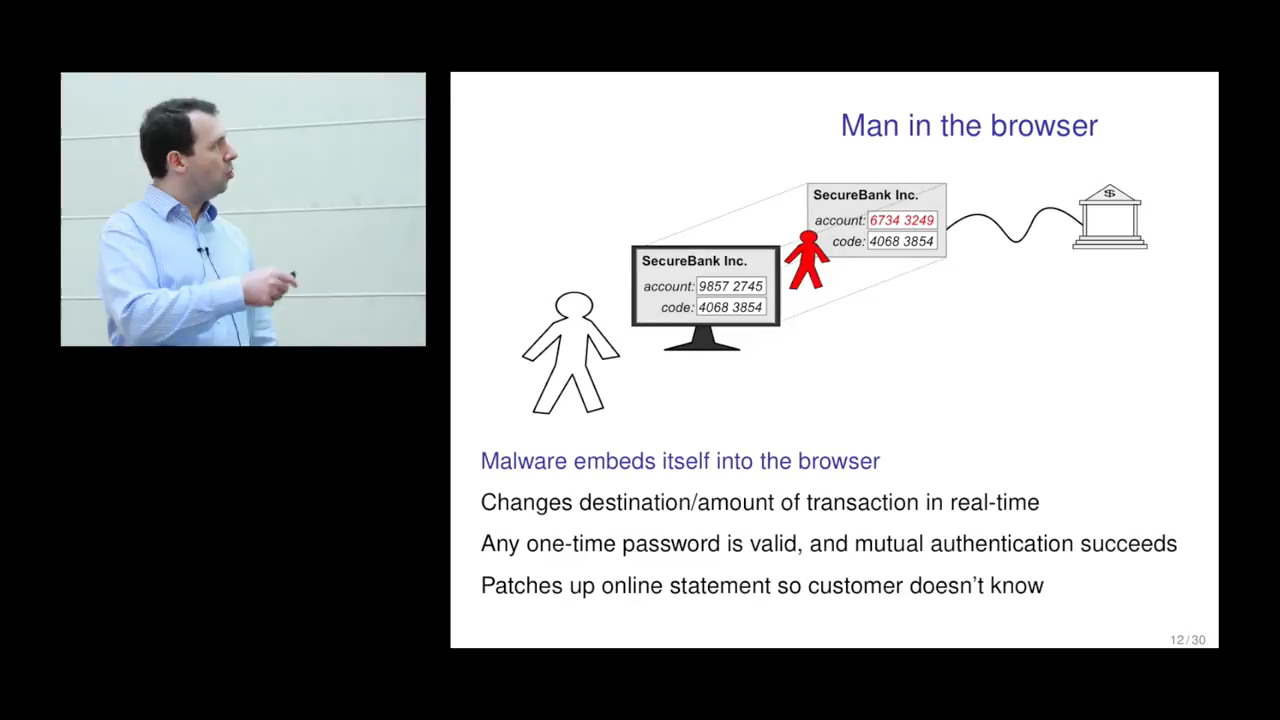 Man in the browser
SecureBank Inc.
account: 6734 3249
code: 4068 3854
$
SecureBank Inc.
account: 9857 2745
code: 4068 3854
Malware embeds itself into the browser
Changes destination/amount of transaction in real-time
Any one-time password is valid, and mutual authentication succeeds
Patches up online statement so customer doesn't know
12 / 30